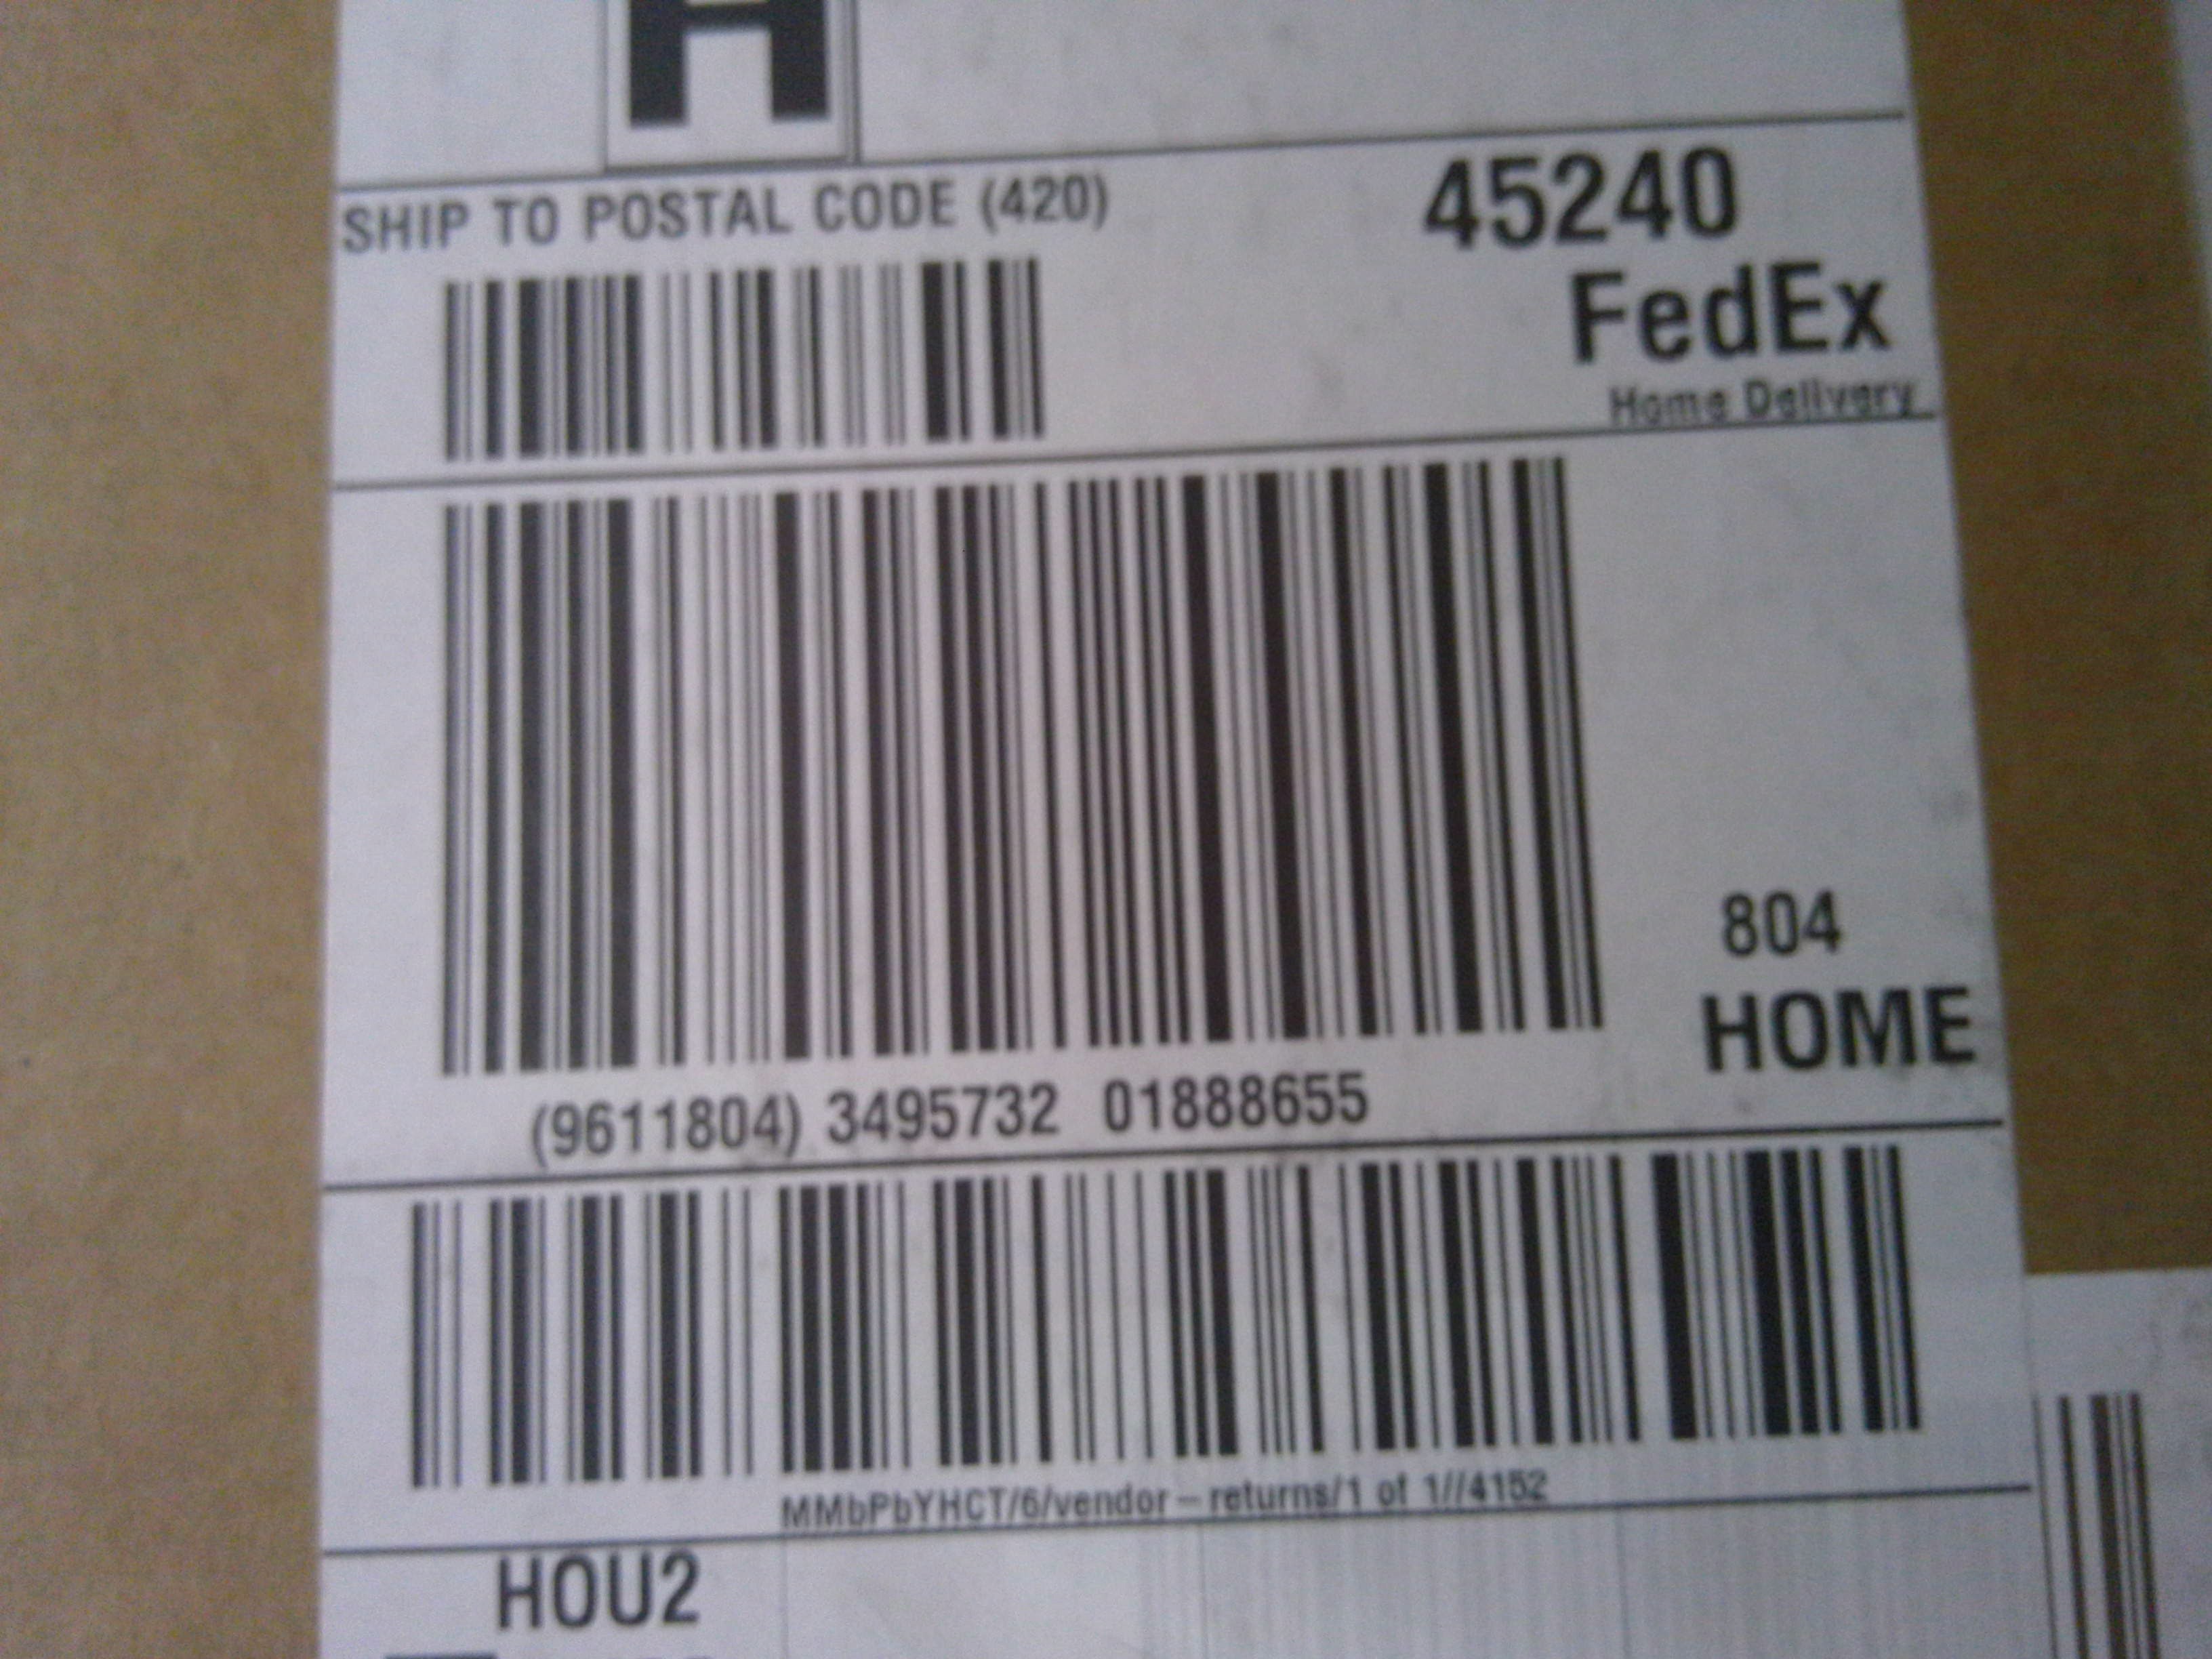 H
SHIP TO POSTAL CODE (420)
45240
FedEx
Home Delivery
804
HOME
(9611804) 3495732 01888655
MMbPbYHCT/6/vendor-returns/1 of 1//4152
HOU2